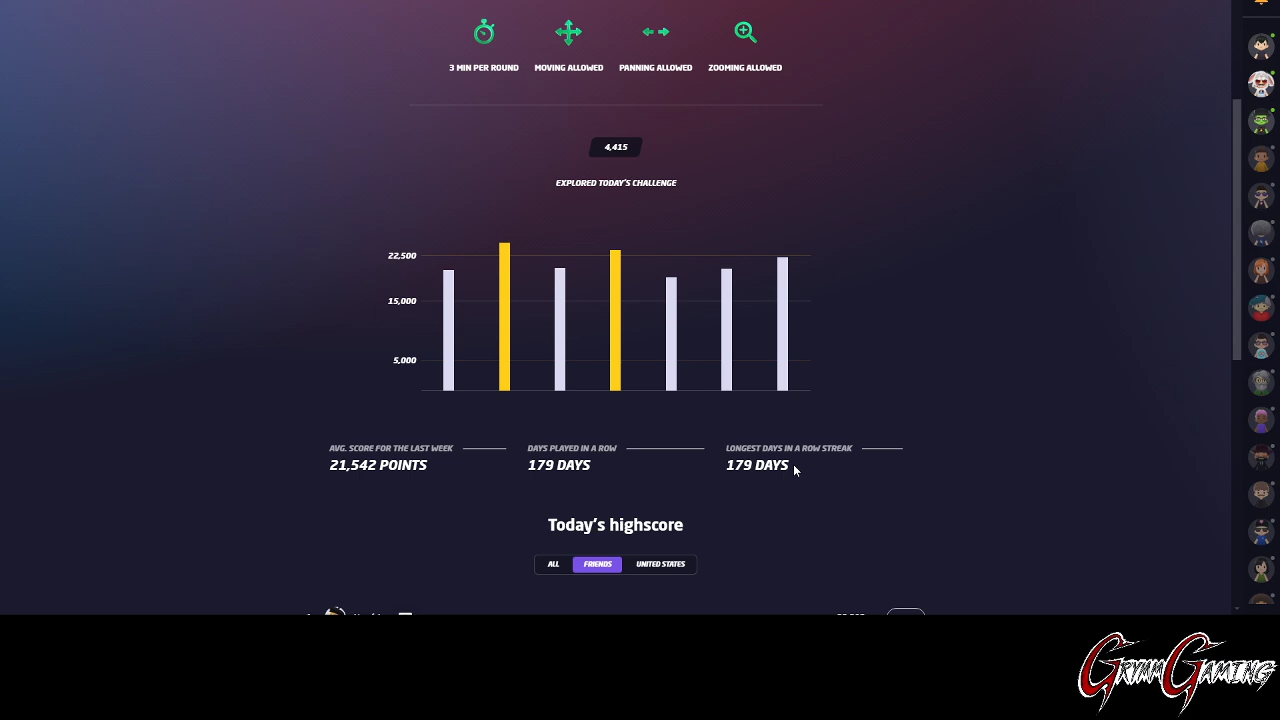 3 MIN PER ROUND MOVING ALLOWED PANNING ALLOWED ZOOMING ALLOWED
4,415
EXPLORED TODAY'S CHALLENGE
22,500
15,000
5,000
AVG. SCORE FOR THE LAST WEEK DAYS PLAYED IN A ROW LONGEST DAYS IN A ROW STREAK
21,542 POINTS 179 DAYS 179 DAYS
Today's highscore
ALL FRIENDS UNITED STATES
GRIMM GAMING